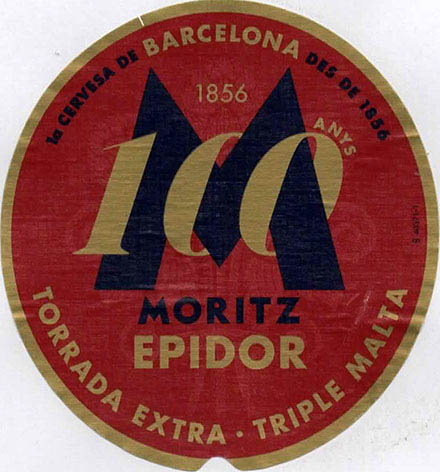 1a CERVESA DE BARCELONA DES DE 1856
1856
M
100
ANYS
MORITZ
EPIDOR
TORRADA EXTRA · TRIPLE MALTA